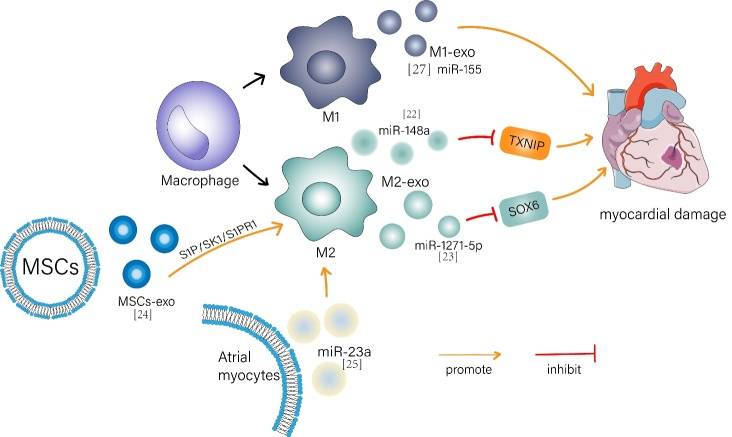 M1-exo
[27] miR-155
M1
[22]
miR-148a
TXNIP
Macrophage
M2-exo
SOX6
myocardial damage
S1P/SK1/S1PR1
miR-1271-5p
[23]
M2
MSCs
MSCs-exo
[24]
miR-23a
[25]
Atrial
myocytes
promote
inhibit